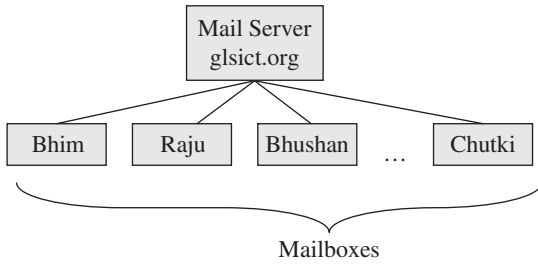 Mail Server
glsict.org
Bhim
Raju
Bhushan
...
Chutki
Mailboxes